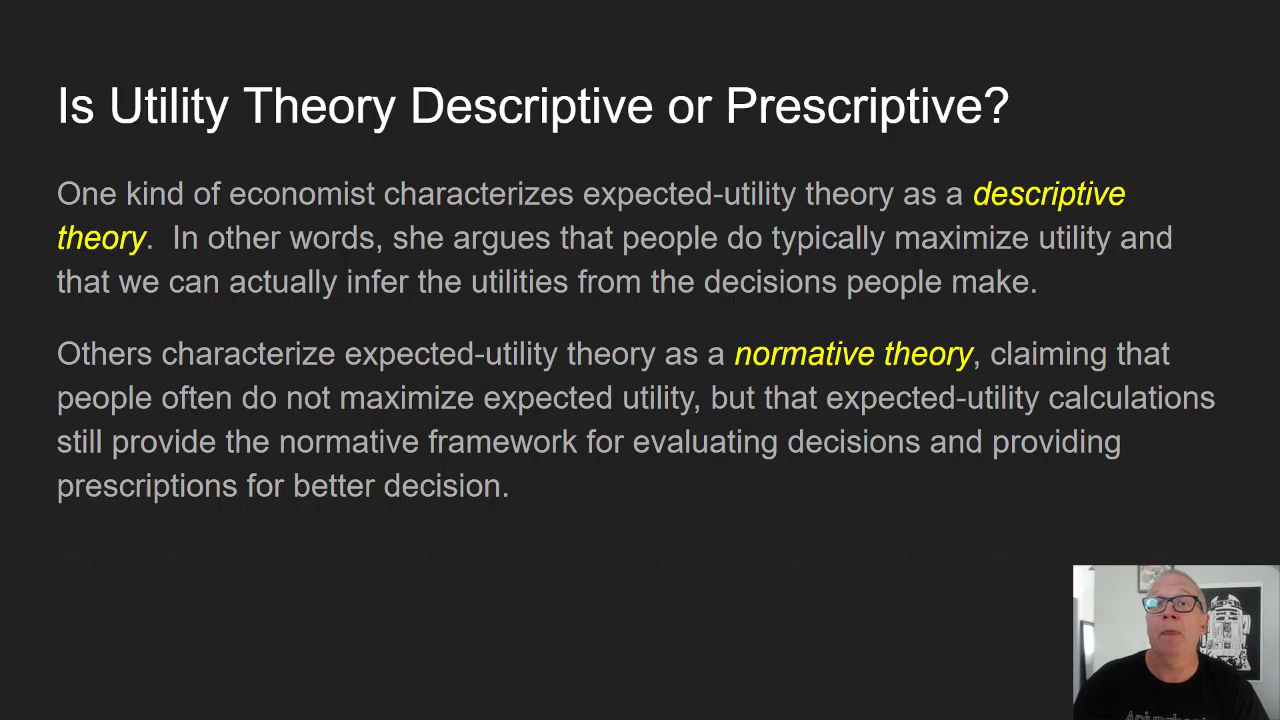 Is Utility Theory Descriptive or Prescriptive?
One kind of economist characterizes expected-utility theory as a descriptive
theory.  In other words, she argues that people do typically maximize utility and
that we can actually infer the utilities from the decisions people make.
Others characterize expected-utility theory as a normative theory, claiming that
people often do not maximize expected utility, but that expected-utility calculations
still provide the normative framework for evaluating decisions and providing
prescriptions for better decision.